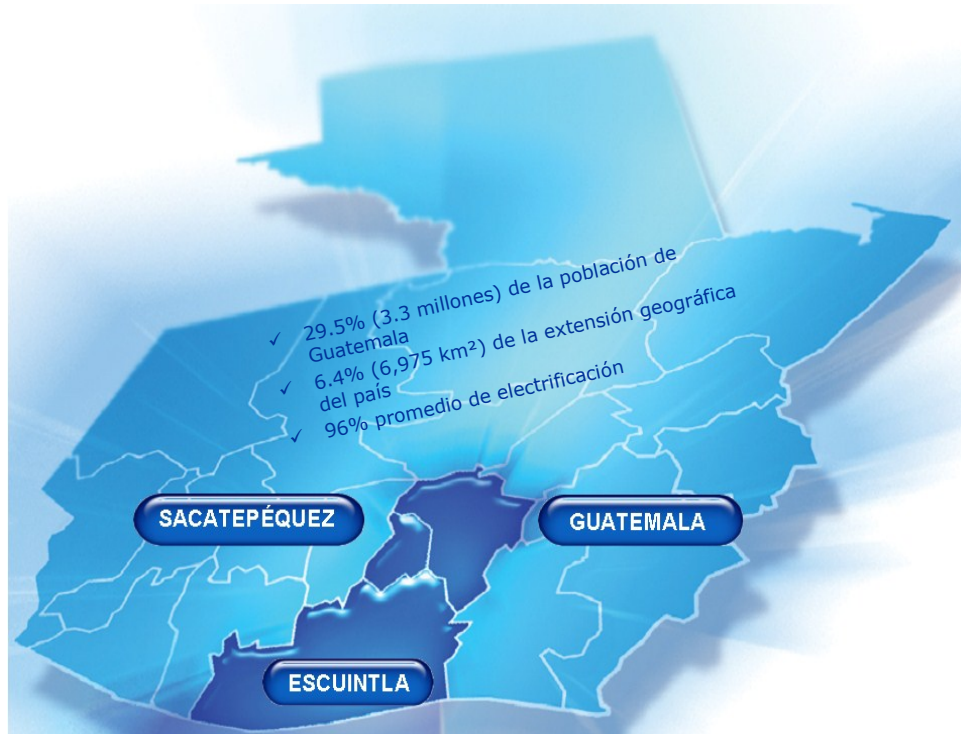 ✓ 29.5% (3.3 millones) de la población de
Guatemala
✓ 6.4% (6,975 km²) de la extensión geográfica
del país
✓ 96% promedio de electrificación
SACATEPÉQUEZ
GUATEMALA
ESCUINTLA